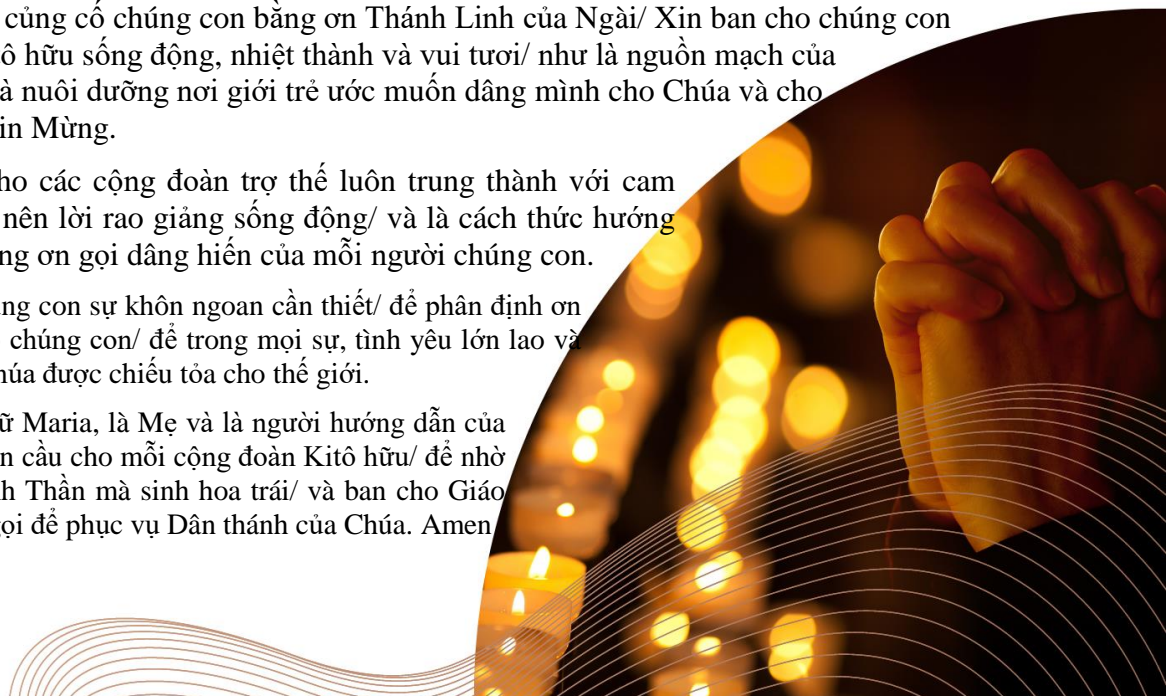 củng cố chúng con bằng ơn Thánh Linh của Ngài/ Xin ban cho chúng con
hữu sống động, nhiệt thành và vui tươi/ như là nguồn mạch của
nuôi dưỡng nơi giới trẻ ước muốn dâng mình cho Chúa và cho
in Mừng.
ho các cộng đoàn trợ thế luôn trung thành với cam
nên lời rao giảng sống động/ và là cách thức hướng
ng ơn gọi dâng hiến của mỗi người chúng con.
ng con sự khôn ngoan cần thiết/ để phân định ơn
chúng con/ để trong mọi sự, tình yêu lớn lao và
húa được chiếu tỏa cho thế giới.
ữ Maria, là Mẹ và là người hướng dẫn của
n cầu cho mỗi cộng đoàn Kitô hữu/ để nhờ
h Thần mà sinh hoa trái/ và ban cho Giáo
gọi để phục vụ Dân thánh của Chúa. Amen